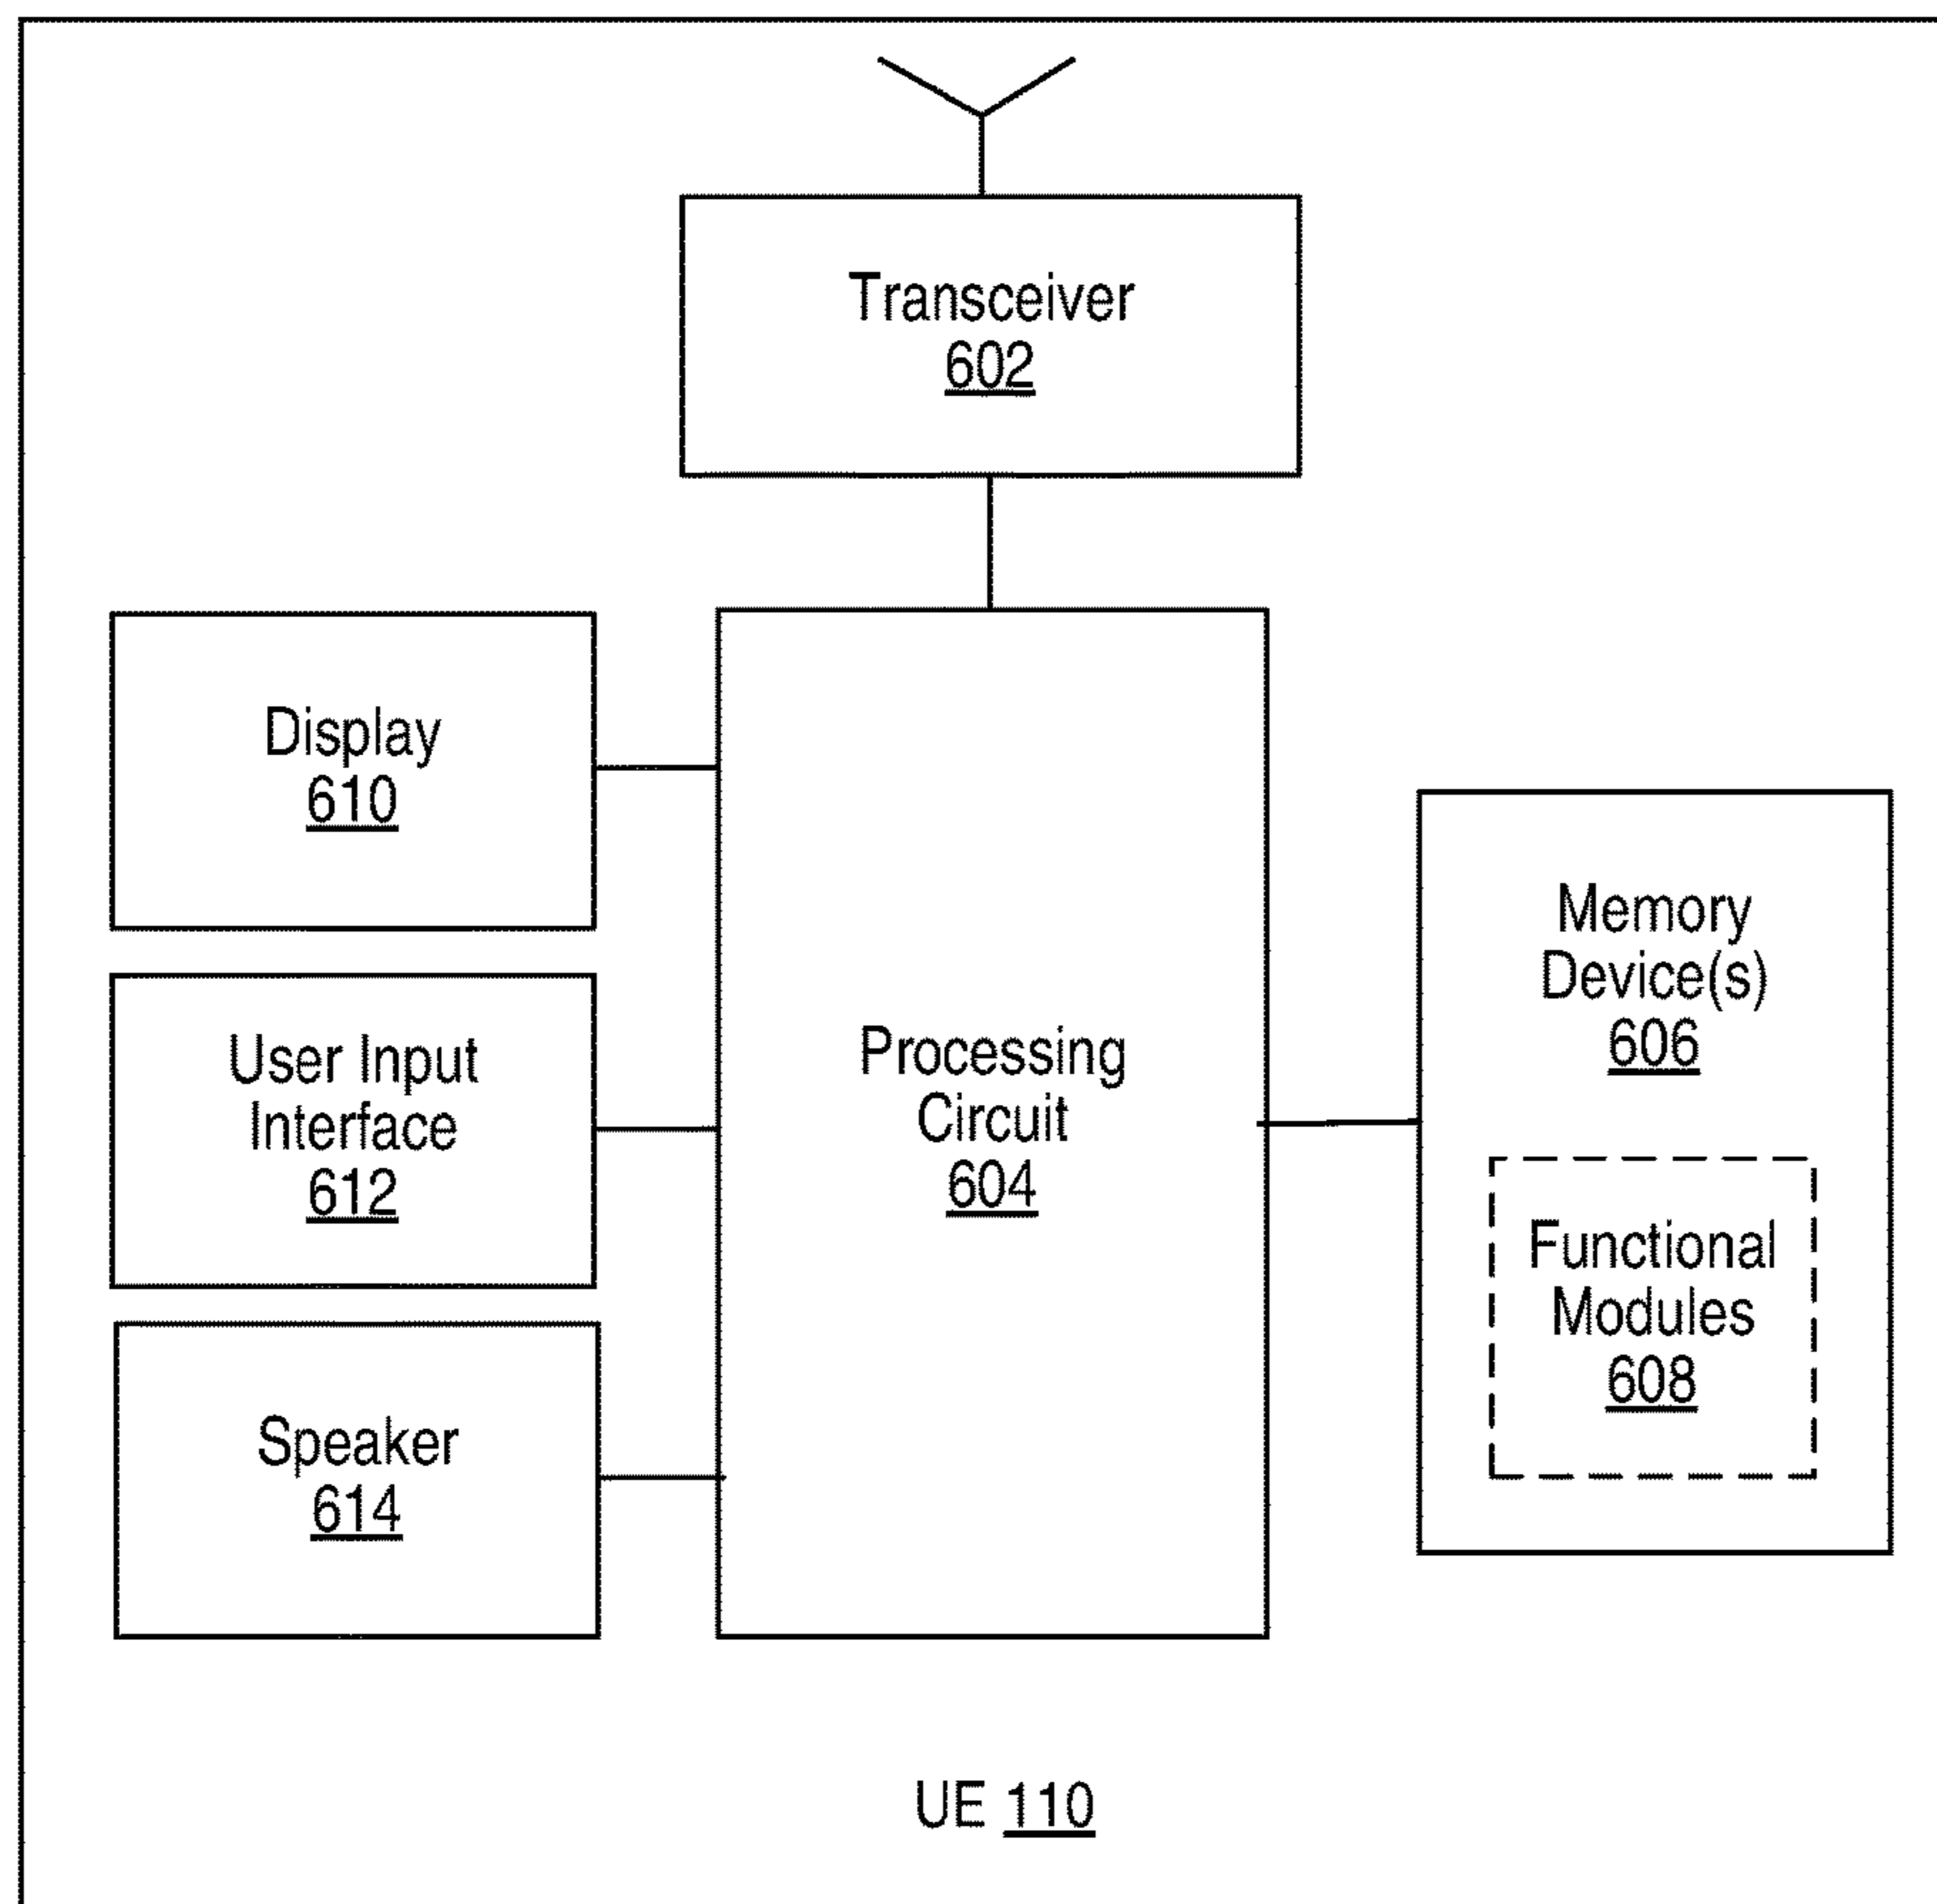 Transceiver
602
Display
610
User Input
Interface
612
Speaker
614
Processing
Circuit
604
Memory
Device(s)
606
Functional
Modules
608
UE 110